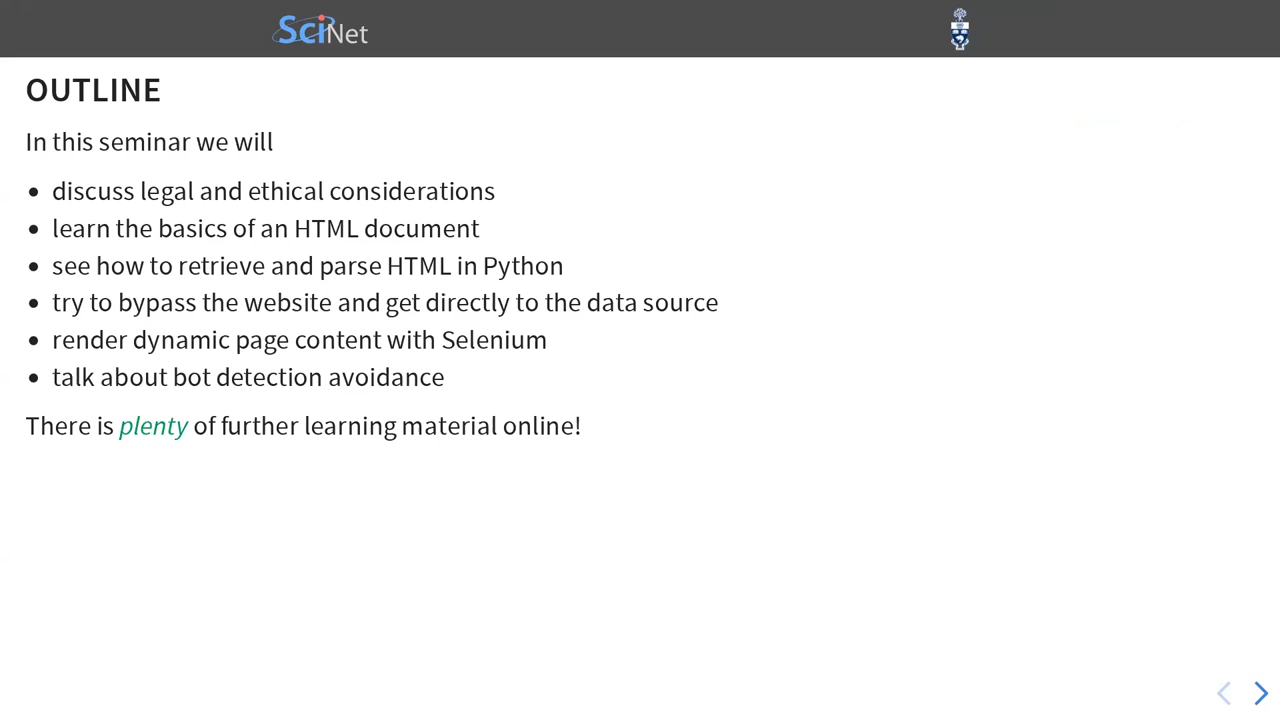 SciNet
OUTLINE
In this seminar we will
• discuss legal and ethical considerations
• learn the basics of an HTML document
• see how to retrieve and parse HTML in Python
• try to bypass the website and get directly to the data source
• render dynamic page content with Selenium
• talk about bot detection avoidance
There is plenty of further learning material online!